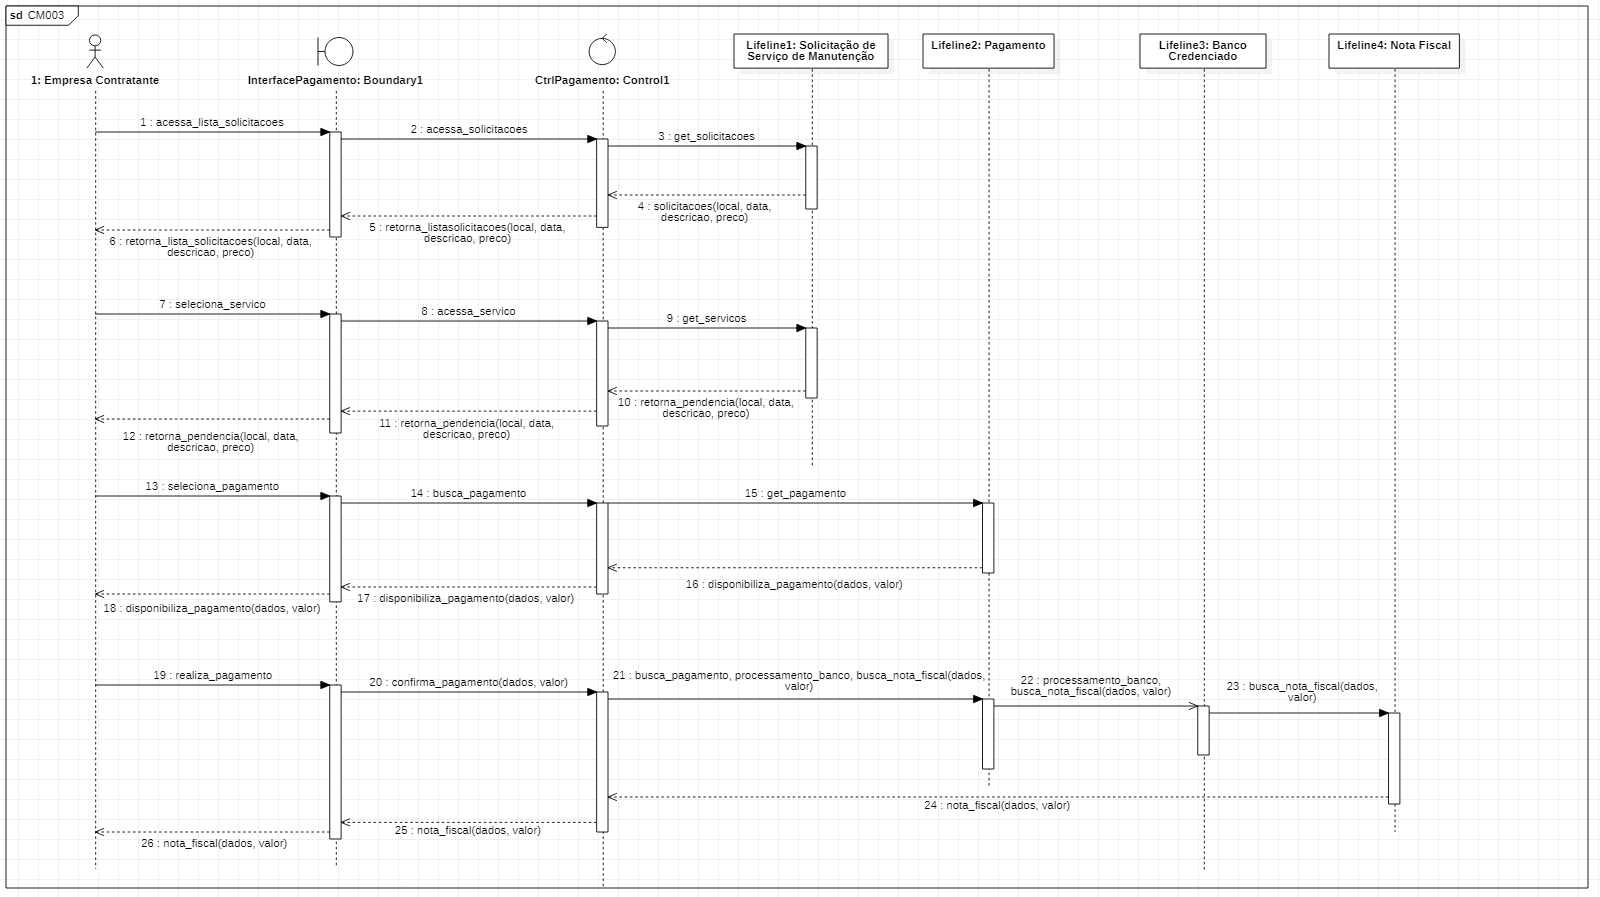 sd CM003
1: Empresa Contratante
InterfacePagamento: Boundary1
CtrlPagamento: Control1
Lifeline1: Solicitação de
Serviço de Manutenção
Lifeline2: Pagamento
Lifeline3: Banco
Credenciado
Lifeline4: Nota Fiscal
1 : acessa_lista_solicitacoes
2 : acessa_solicitacoes
3 : get_solicitacoes
4 : solicitacoes(local, data,
descricao, preco)
5 : retorna_listasolicitacoes(local, data,
descricao, preco)
6 : retorna_lista_solicitacoes(local, data,
descricao, preco)
7 : seleciona_servico
8 : acessa_servico
9 : get_servicos
10 : retorna_pendencia(local, data,
descricao, preco)
11 : retorna_pendencia(local, data,
descricao, preco)
12 : retorna_pendencia(local, data,
descricao, preco)
13 : seleciona_pagamento
14 : busca_pagamento
15 : get_pagamento
16 : disponibiliza_pagamento(dados, valor)
17 : disponibiliza_pagamento(dados, valor)
18 : disponibiliza_pagamento(dados, valor)
19 : realiza_pagamento
20 : confirma_pagamento(dados, valor)
21 : busca_pagamento, processamento_banco, busca_nota_fiscal(dados,
valor)
22 : processamento_banco,
busca_nota_fiscal(dados, valor)
23 : busca_nota_fiscal(dados,
valor)
24 : nota_fiscal(dados, valor)
25 : nota_fiscal(dados, valor)
26 : nota_fiscal(dados, valor)